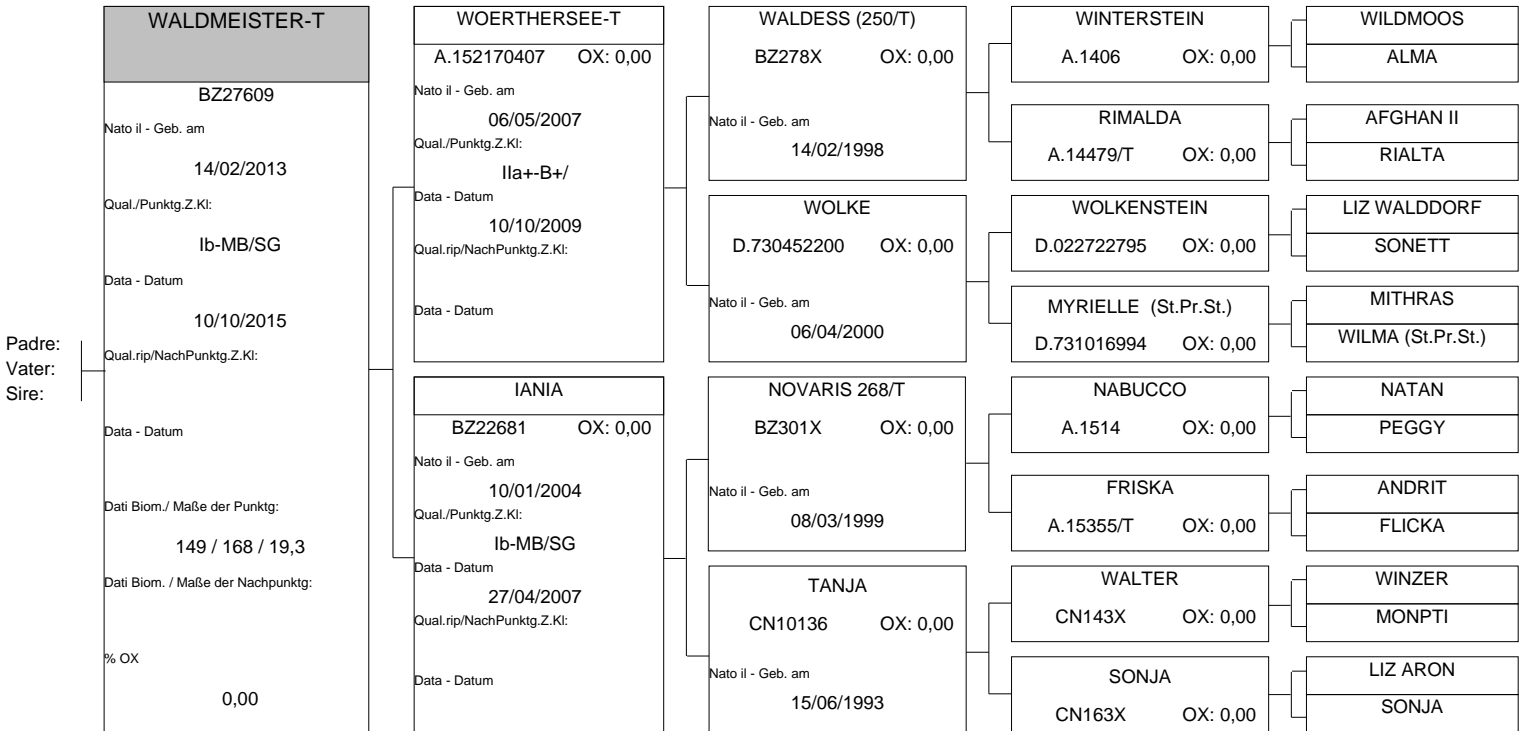 Padre:
Vater:
Sire:
WALDMEISTER-T
BZ27609
Nato il - Geb. am
14/02/2013
Qual./Punktg.Z.Kl:
Ib-MB/SG
Data - Datum
10/10/2015
Qual.rip/NachPunktg.Z.Kl:
Data - Datum
Dati Biom./ Maße der Punktg:
149 / 168 / 19,3
Dati Biom. / Maße der Nachpunktg:
% OX
0,00
WOERTHERSEE-T
A.152170407 OX: 0,00
Nato il - Geb. am
06/05/2007
Qual./Punktg.Z.Kl:
IIa+-B+/
Data - Datum
10/10/2009
Qual.rip/NachPunktg.Z.Kl:
Data - Datum
IANIA
BZ22681 OX: 0,00
Nato il - Geb. am
10/01/2004
Qual./Punktg.Z.Kl:
Ib-MB/SG
Data - Datum
27/04/2007
Qual.rip/NachPunktg.Z.Kl:
Data - Datum
WALDESS (250/T)
BZ278X OX: 0,00
Nato il - Geb. am
14/02/1998
WOLKE
D.730452200 OX: 0,00
Nato il - Geb. am
06/04/2000
NOVARIS 268/T
BZ301X OX: 0,00
Nato il - Geb. am
08/03/1999
TANJA
CN10136 OX: 0,00
Nato il - Geb. am
15/06/1993
WINTERSTEIN
A.1406 OX: 0,00
RIMALDA
A.14479/T OX: 0,00
WOLKENSTEIN
D.022722795 OX: 0,00
MYRIELLE (St.Pr.St.)
D.731016994 OX: 0,00
NABUCCO
A.1514 OX: 0,00
FRISKA
A.15355/T OX: 0,00
WALTER
CN143X OX: 0,00
SONJA
CN163X OX: 0,00
WILDMOOS
ALMA
AFGHAN II
RIALTA
LIZ WALDDORF
SONETT
MITHRAS
WILMA (St.Pr.St.)
NATAN
PEGGY
ANDRIT
FLICKA
WINZER
MONPTI
LIZ ARON
SONJA